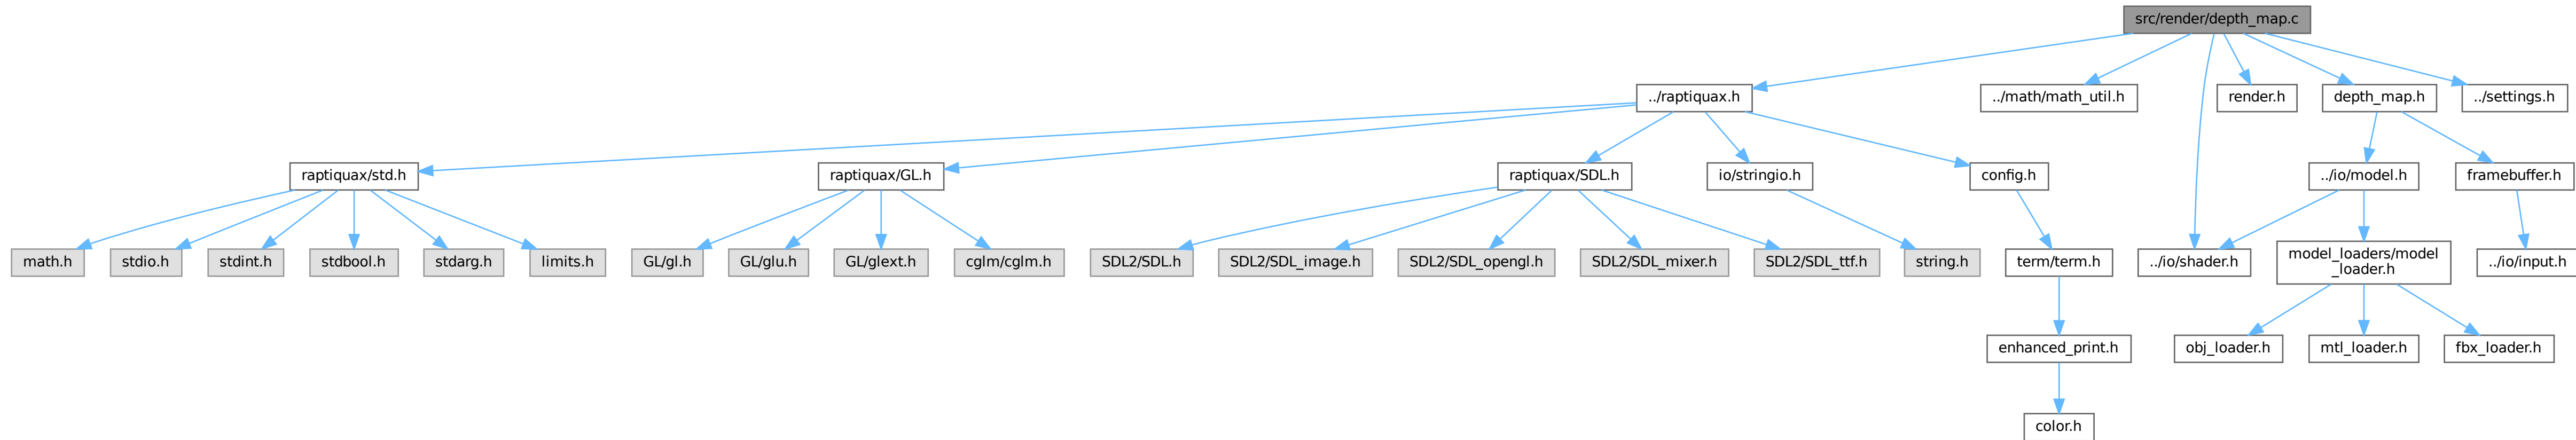 src/render/depth_map.c
../raptiquax.h
../math/math_util.h
render.h
depth_map.h
../settings.h
raptiquax/std.h
raptiquax/GL.h
raptiquax/SDL.h
io/stringio.h
config.h
../io/model.h
framebuffer.h
math.h
stdio.h
stdint.h
stdbool.h
stdarg.h
limits.h
GL/gl.h
GL/glu.h
GL/glext.h
cglm/cglm.h
SDL2/SDL.h
SDL2/SDL_image.h
SDL2/SDL_opengl.h
SDL2/SDL_mixer.h
SDL2/SDL_ttf.h
string.h
term/term.h
../io/shader.h
model_loaders/model
_loader.h
../io/input.h
enhanced_print.h
obj_loader.h
mtl_loader.h
fbx_loader.h
color.h